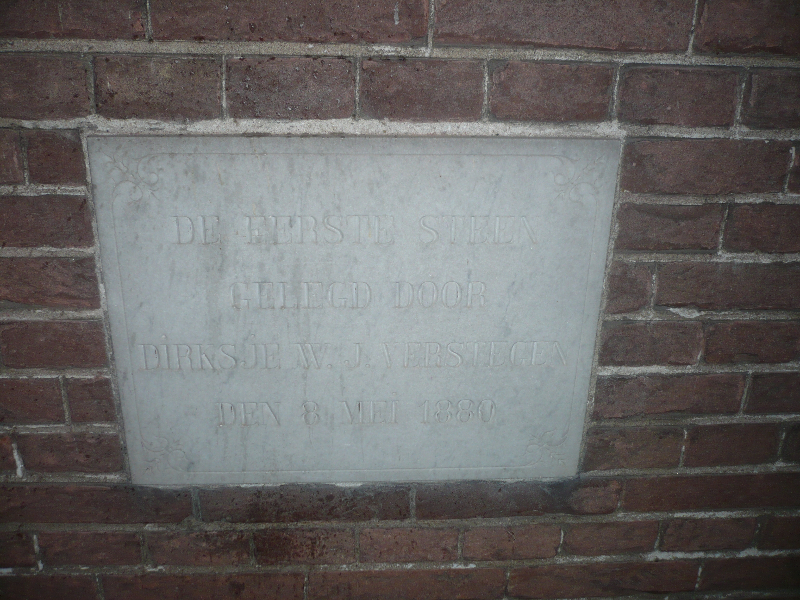 DE EERSTE STEEN
GELEGD DOOR
DIRKSJE W. J. VERSTEGEN
DEN 8 MEI 1880